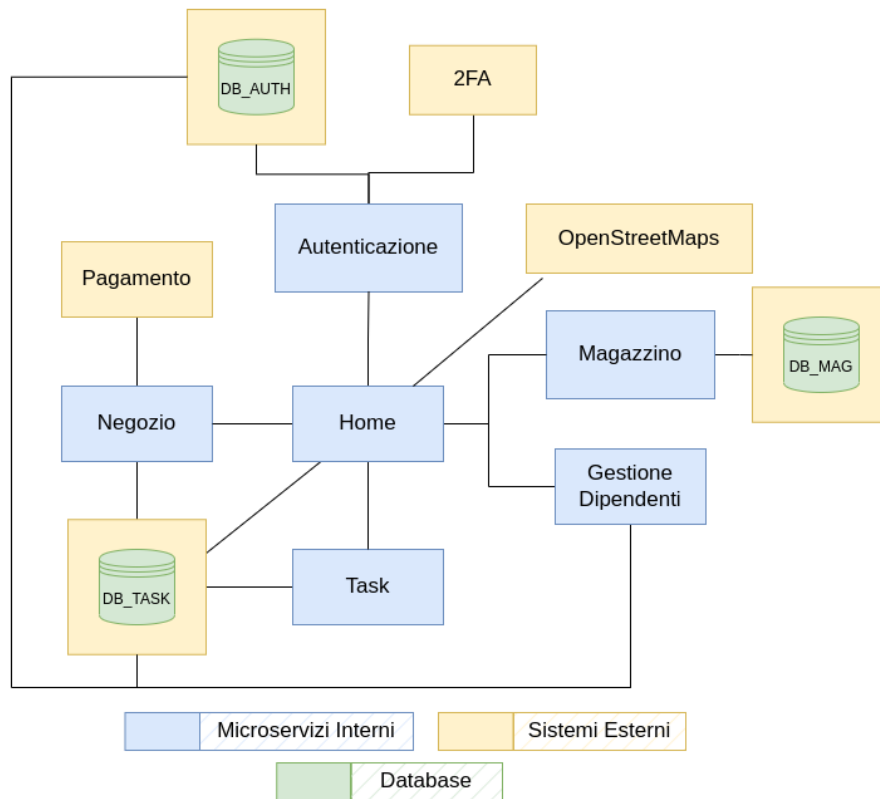 DB_AUTH
2FA
Autenticazione
OpenStreetMaps
Pagamento
Magazzino
DB_MAG
Negozio
Home
Gestione
Dipendenti
DB_TASK
Task
Microservizi Interni
Sistemi Esterni
Database